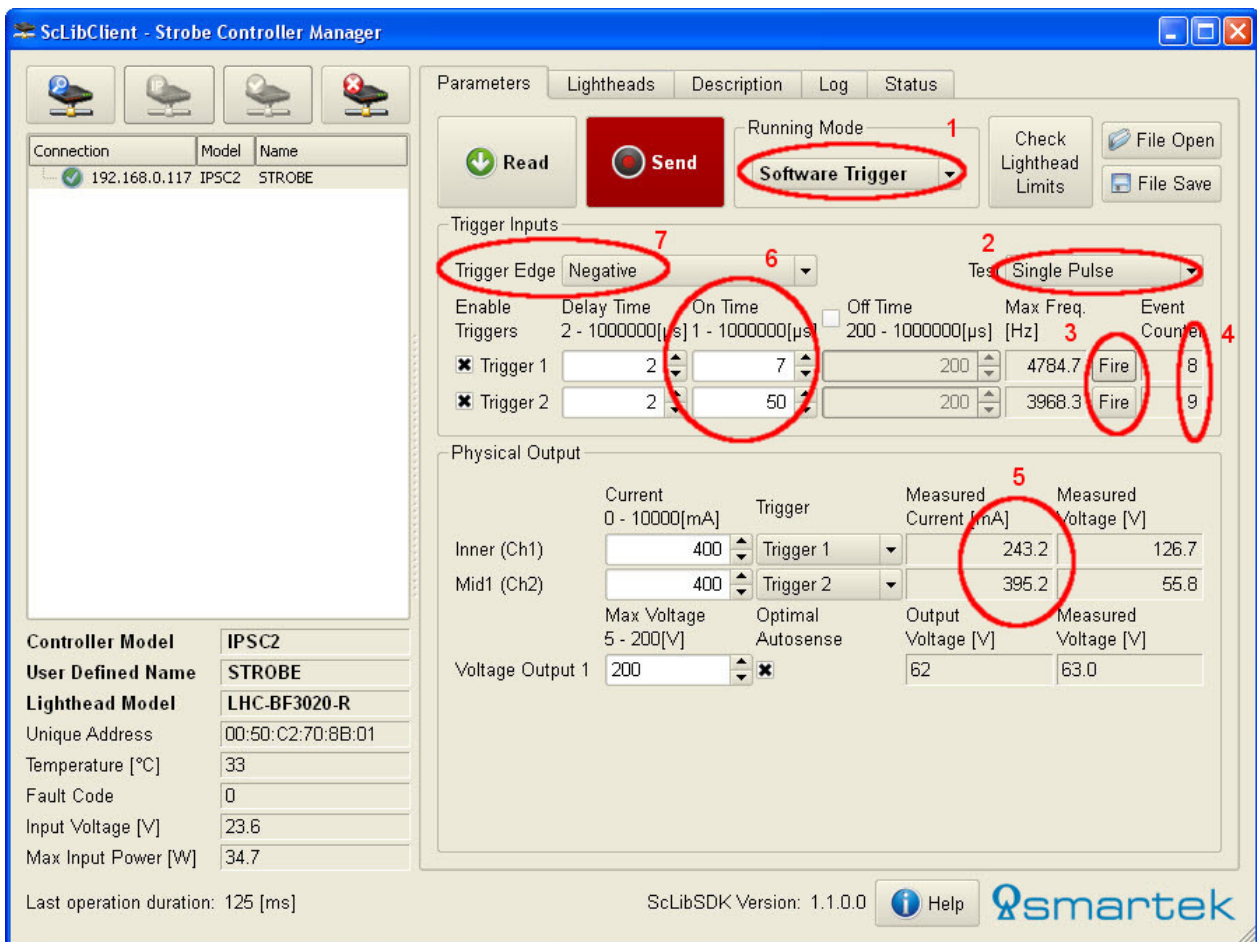 ScLibClient - Strobe Controller Manager
Parameters Lightheads Description Log Status
Connection Model Name
192.168.0.117 IPSC2 STROBE
Read
Send
Running Mode 1
Software Trigger
Check
Lighthead
Limits
File Open
File Save
Trigger Inputs
7 6 2
Trigger Edge Negative Test Single Pulse
Enable Delay Time On Time Off Time Max Freq. Event
Triggers 2 - 1000000[µs] 1 - 1000000[µs] 200 - 1000000[µs] [Hz] 3 Counter 4
Trigger 1 2 7 200 4784.7 Fire 8
Trigger 2 2 50 200 3968.3 Fire 9
Physical Output
5
Current Trigger Measured Measured
0 - 10000[mA] Current [mA] Voltage [V]
Inner (Ch1) 400 Trigger 1 243.2 126.7
Mid1 (Ch2) 400 Trigger 2 395.2 55.8
Max Voltage Optimal Output Measured
5 - 200[V] Autosense Voltage [V] Voltage [V]
Voltage Output 1 200 62 63.0
Controller Model IPSC2
User Defined Name STROBE
Lighthead Model LHC-BF3020-R
Unique Address 00:50:C2:70:8B:01
Temperature [°C] 33
Fault Code 0
Input Voltage [V] 23.6
Max Input Power [W] 34.7
Last operation duration: 125 [ms]
ScLibSDK Version: 1.1.0.0
Help
smartek